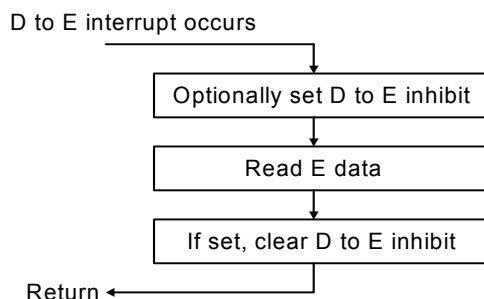 D to E interrupt occurs
Optionally set D to E inhibit
Read E data
If set, clear D to E inhibit
Return